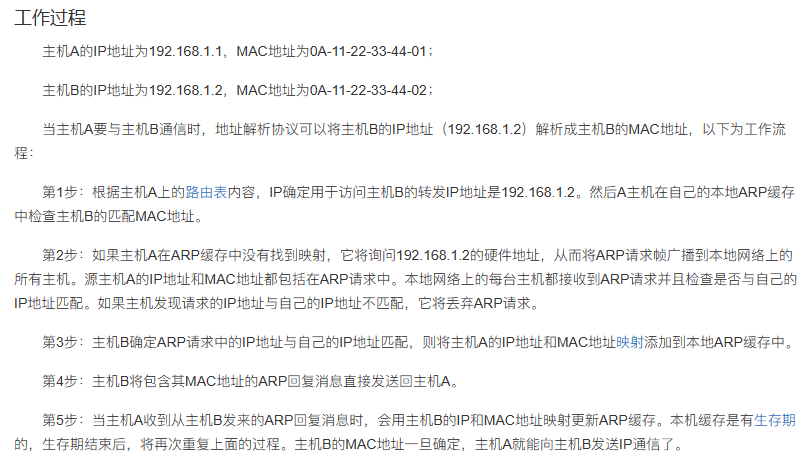 工作过程
主机A的IP地址为192.168.1.1，MAC地址为0A-11-22-33-44-01；
主机B的IP地址为192.168.1.2，MAC地址为0A-11-22-33-44-02；
当主机A要与主机B通信时，地址解析协议可以将主机B的IP地址（192.168.1.2）解析成主机B的MAC地址，以下为工作流
程：
第1步：根据主机A上的路由表内容，IP确定用于访问主机B的转发IP地址是192.168.1.2。然后A主机在自己的本地ARP缓存
中检查主机B的匹配MAC地址。
第2步：如果主机A在ARP缓存中没有找到映射，它将询问192.168.1.2的硬件地址，从而将ARP请求帧广播到本地网络上的
所有主机。源主机A的IP地址和MAC地址都包括在ARP请求中。本地网络上的每台主机都接收到ARP请求并且检查是否与自己的
IP地址匹配。如果主机发现请求的IP地址与自己的IP地址不匹配，它将丢弃ARP请求。
第3步：主机B确定ARP请求中的IP地址与自己的IP地址匹配，则将主机A的IP地址和MAC地址映射添加到本地ARP缓存中。
第4步：主机B将包含其MAC地址的ARP回复消息直接发送回主机A。
第5步：当主机A收到从主机B发来的ARP回复消息时，会用主机B的IP和MAC地址映射更新ARP缓存。本机缓存是有生存期
的，生存期结束后，将再次重复上面的过程。主机B的MAC地址一旦确定，主机A就能向主机B发送IP通信了。